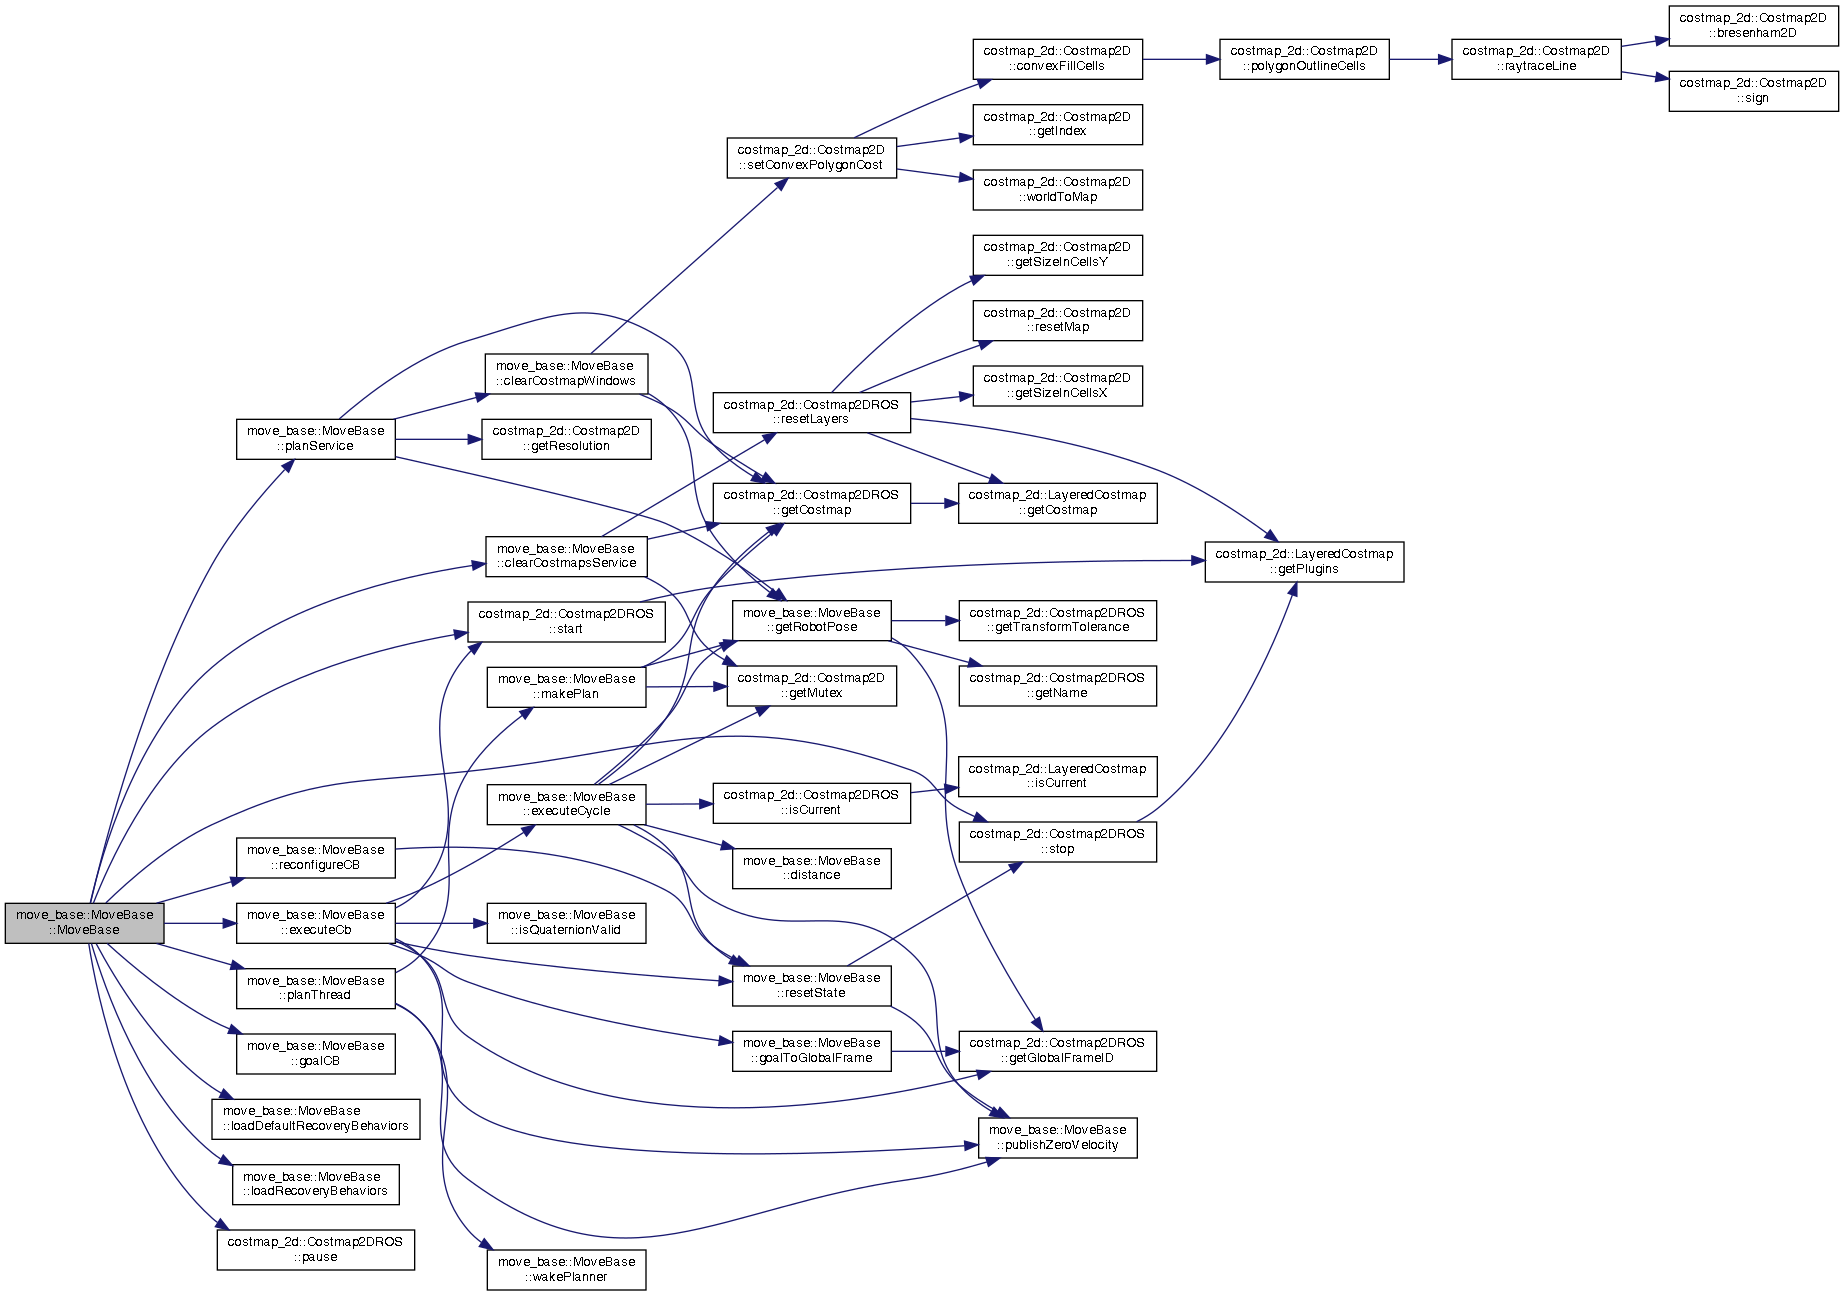 costmap_2d::Costmap2D
::bresenham2D
costmap_2d::Costmap2D
::convexFillCells
costmap_2d::Costmap2D
::polygonOutlineCells
costmap_2d::Costmap2D
::raytraceLine
costmap_2d::Costmap2D
::sign
costmap_2d::Costmap2D
::getIndex
costmap_2d::Costmap2D
::setConvexPolygonCost
costmap_2d::Costmap2D
::worldToMap
costmap_2d::Costmap2D
::getSizeInCellsY
costmap_2d::Costmap2D
::resetMap
move_base::MoveBase
::clearCostmapWindows
costmap_2d::Costmap2D
::getSizeInCellsX
costmap_2d::Costmap2DROS
::resetLayers
move_base::MoveBase
::planService
costmap_2d::Costmap2D
::getResolution
costmap_2d::Costmap2DROS
::getCostmap
costmap_2d::LayeredCostmap
::getCostmap
move_base::MoveBase
::clearCostmapsService
costmap_2d::LayeredCostmap
::getPlugins
costmap_2d::Costmap2DROS
::start
move_base::MoveBase
::getRobotPose
costmap_2d::Costmap2DROS
::getTransformTolerance
move_base::MoveBase
::makePlan
costmap_2d::Costmap2D
::getMutex
costmap_2d::Costmap2DROS
::getName
move_base::MoveBase
::executeCycle
costmap_2d::Costmap2DROS
::isCurrent
costmap_2d::LayeredCostmap
::isCurrent
costmap_2d::Costmap2DROS
::stop
move_base::MoveBase
::reconfigureCB
move_base::MoveBase
::distance
move_base::MoveBase
::MoveBase
move_base::MoveBase
::executeCb
move_base::MoveBase
::isQuaternionValid
move_base::MoveBase
::planThread
move_base::MoveBase
::resetState
move_base::MoveBase
::goalCB
move_base::MoveBase
::goalToGlobalFrame
costmap_2d::Costmap2DROS
::getGlobalFrameID
move_base::MoveBase
::loadDefaultRecoveryBehaviors
move_base::MoveBase
::publishZeroVelocity
move_base::MoveBase
::loadRecoveryBehaviors
costmap_2d::Costmap2DROS
::pause
move_base::MoveBase
::wakePlanner